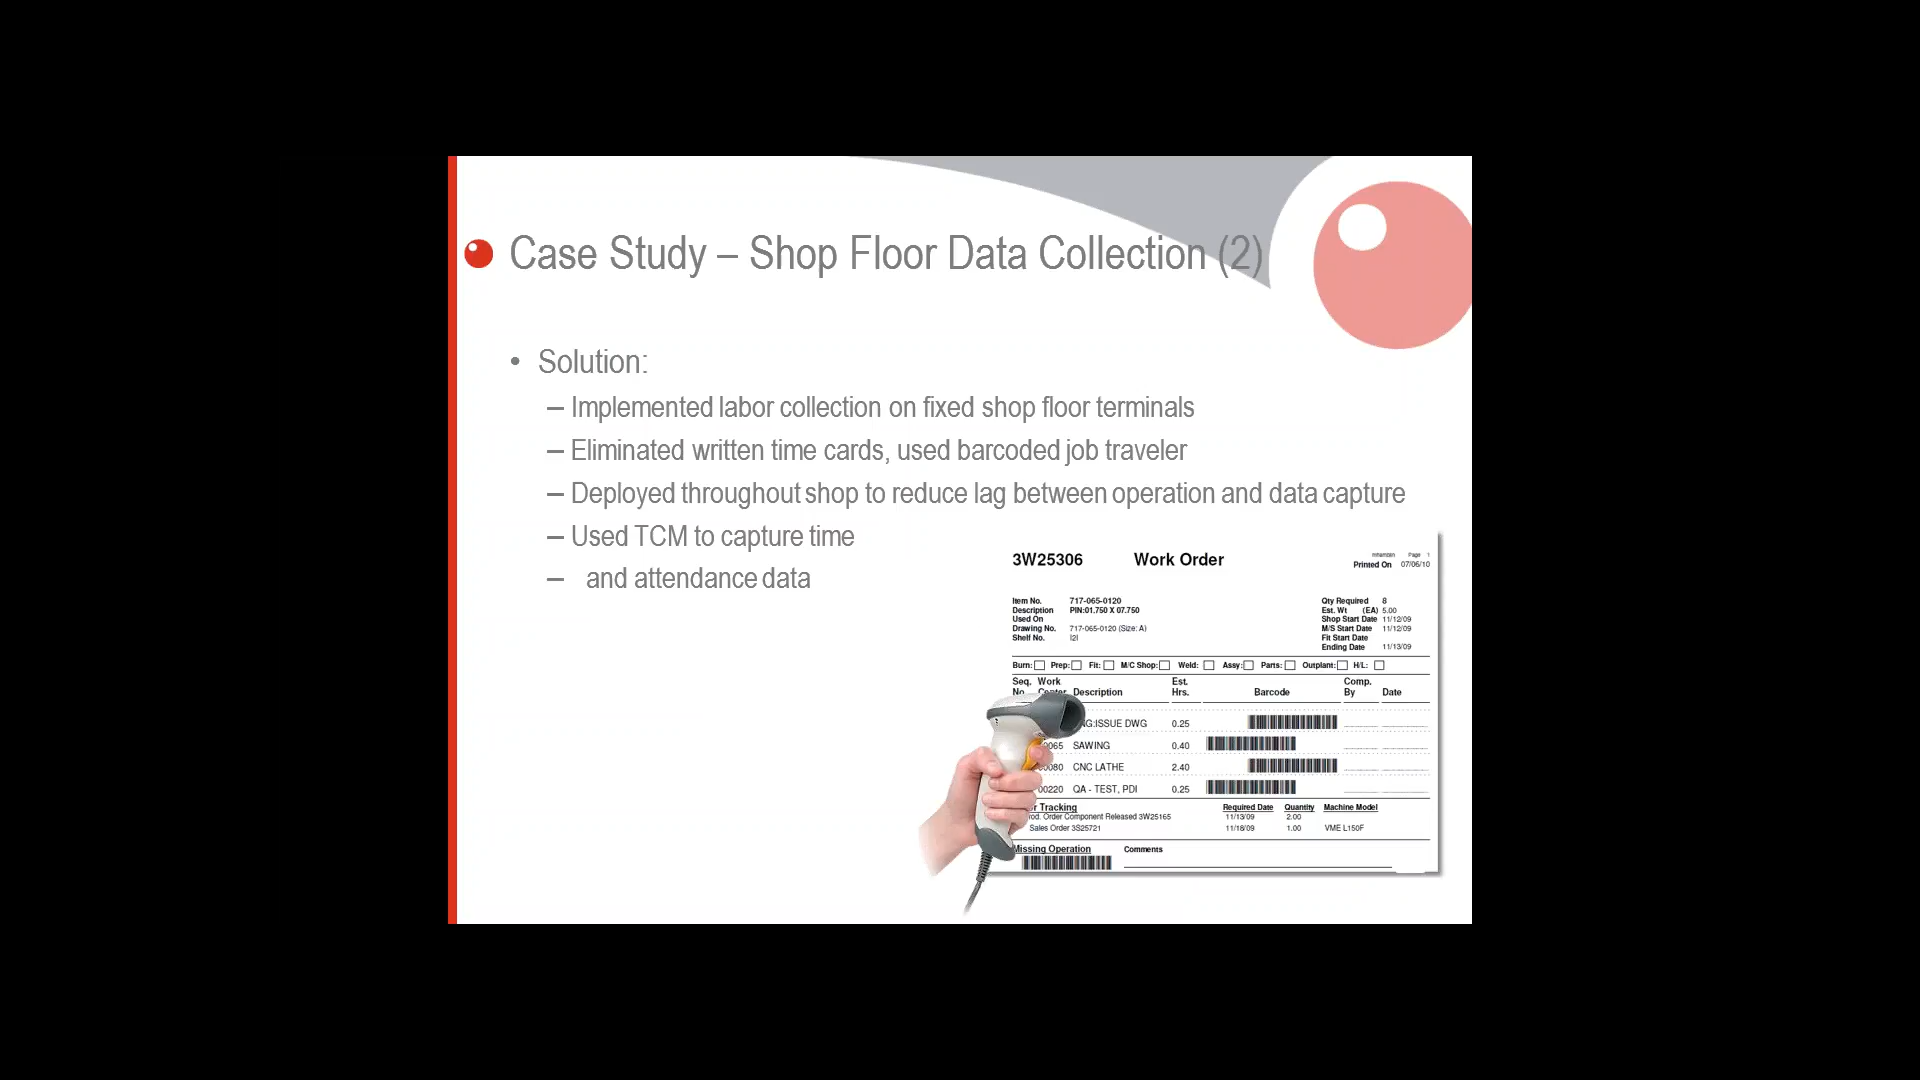 Case Study – Shop Floor Data Collection (2)
• Solution:
– Implemented labor collection on fixed shop floor terminals
– Eliminated written time cards, used barcoded job traveler
– Deployed throughout shop to reduce lag between operation and data capture
– Used TCM to capture time
– and attendance data
3W25306 Work Order
Page 1
Printed On 07/06/10
Item No. 717-065-0120 Qty Required 8
Description PIN:01.750 X 07.750 Est. Wt (EA) 5.00
Used On Shop Start Date 11/12/09
Drawing No. 717-065-0120 (Size: A) M/S Start Date 11/12/09
Shelf No. Fit Start Date
Ending Date 11/13/09
Burn: Prep: Fit: M/C Shop: Weld: Assy: Parts: Outplant: H/L:
Seq. Work Est. Comp.
No. Center Description Hrs. Barcode By Date
NG:ISSUE DWG 0.25
0065 SAWING 0.40
00080 CNC LATHE 2.40
00220 QA - TEST, PDI 0.25
r Tracking Required Date Quantity Machine Model
od. Order Component Released 3W25165 11/13/09 2.00
Sales Order 3S25721 11/18/09 1.00 VME L150F
Missing Operation Comments